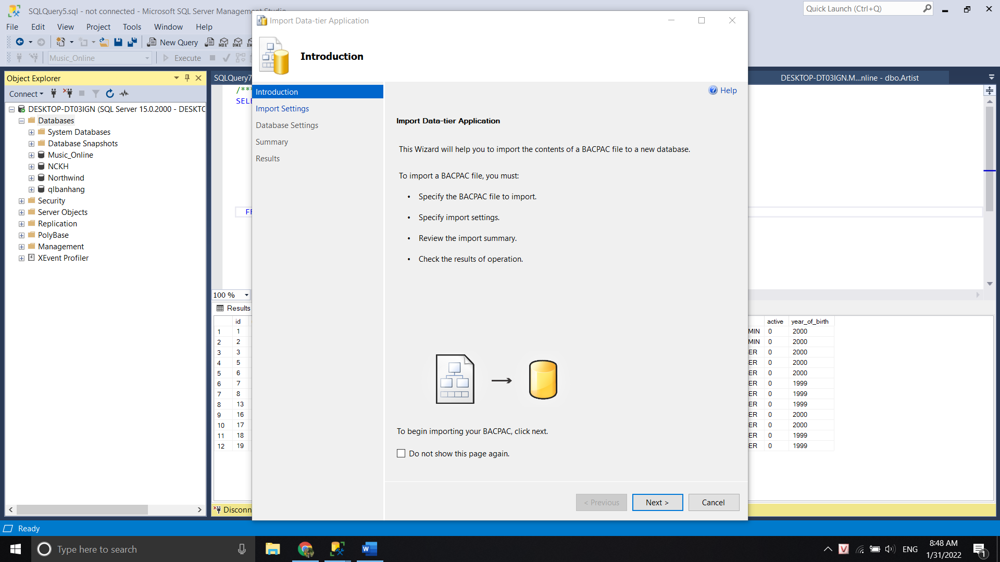 SQLQuery5.sql - not connected - Microsoft SQL Server Management Studio
Quick Launch (Ctrl+Q)
File Edit View Project Tools Window Help
New Query
MDX DMX
Music_Online
Execute
Object Explorer
Connect
DESKTOP-DT03IGN (SQL Server 15.0.2000 - DESKTC
Databases
System Databases
Database Snapshots
Music_Online
NCKH
Northwind
qlbanhang
Security
Server Objects
Replication
PolyBase
Management
XEvent Profiler
SQLQuery7
DESKTOP-DT03IGN.M...nline - dbo.Artist
/***
SELE
FR
100 %
Results
id active year_of_birth
1 1 MIN 0 2000
2 2 MIN 0 2000
3 3 ER 0 2000
4 5 ER 0 2000
5 6 ER 0 2000
6 7 ER 0 1999
7 8 ER 0 1999
8 13 ER 0 1999
9 16 ER 0 2000
10 17 ER 0 2000
11 18 ER 0 1999
12 19 ER 0 1999
Disconn
Import Data-tier Application
Introduction
Introduction
Import Settings
Database Settings
Summary
Results
Help
Import Data-tier Application
This Wizard will help you to import the contents of a BACPAC file to a new database.
To import a BACPAC file, you must:
• Specify the BACPAC file to import.
• Specify import settings.
• Review the import summary.
• Check the results of operation.
To begin importing your BACPAC, click next.
Do not show this page again.
< Previous
Next >
Cancel
Ready
Type here to search
ENG
8:48 AM
1/31/2022
1